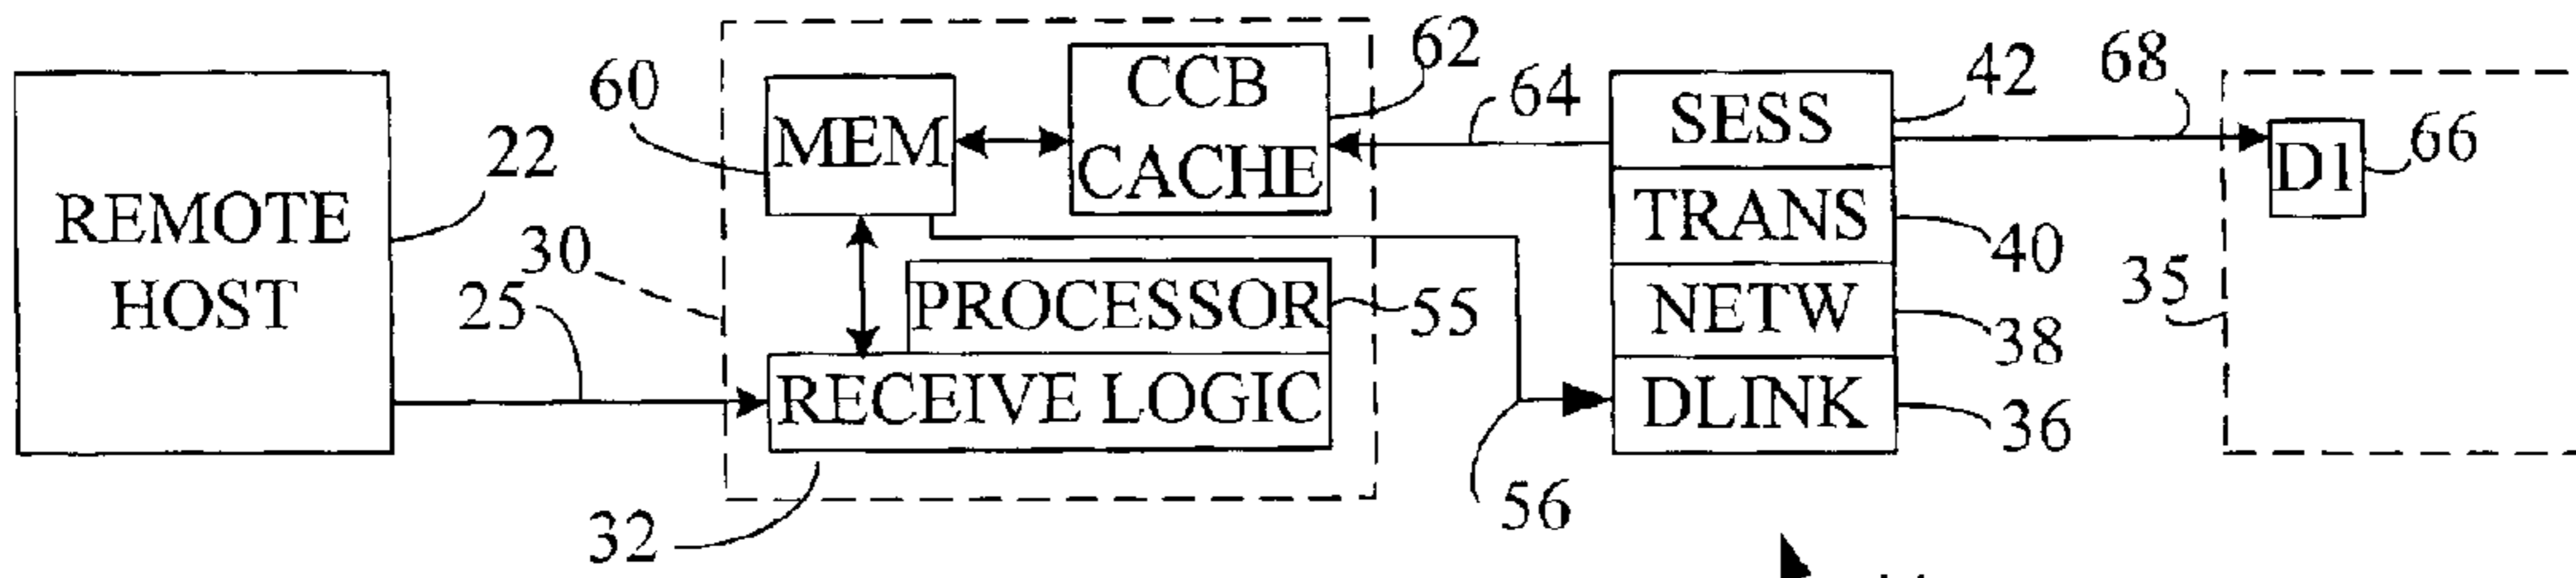 REMOTE
HOST
22
25
30
60
MEM
CCB
CACHE
62
PROCESSOR
55
RECEIVE LOGIC
32
64
56
SESS
42
TRANS
40
NETW
38
DLINK
36
68
D1
66
35